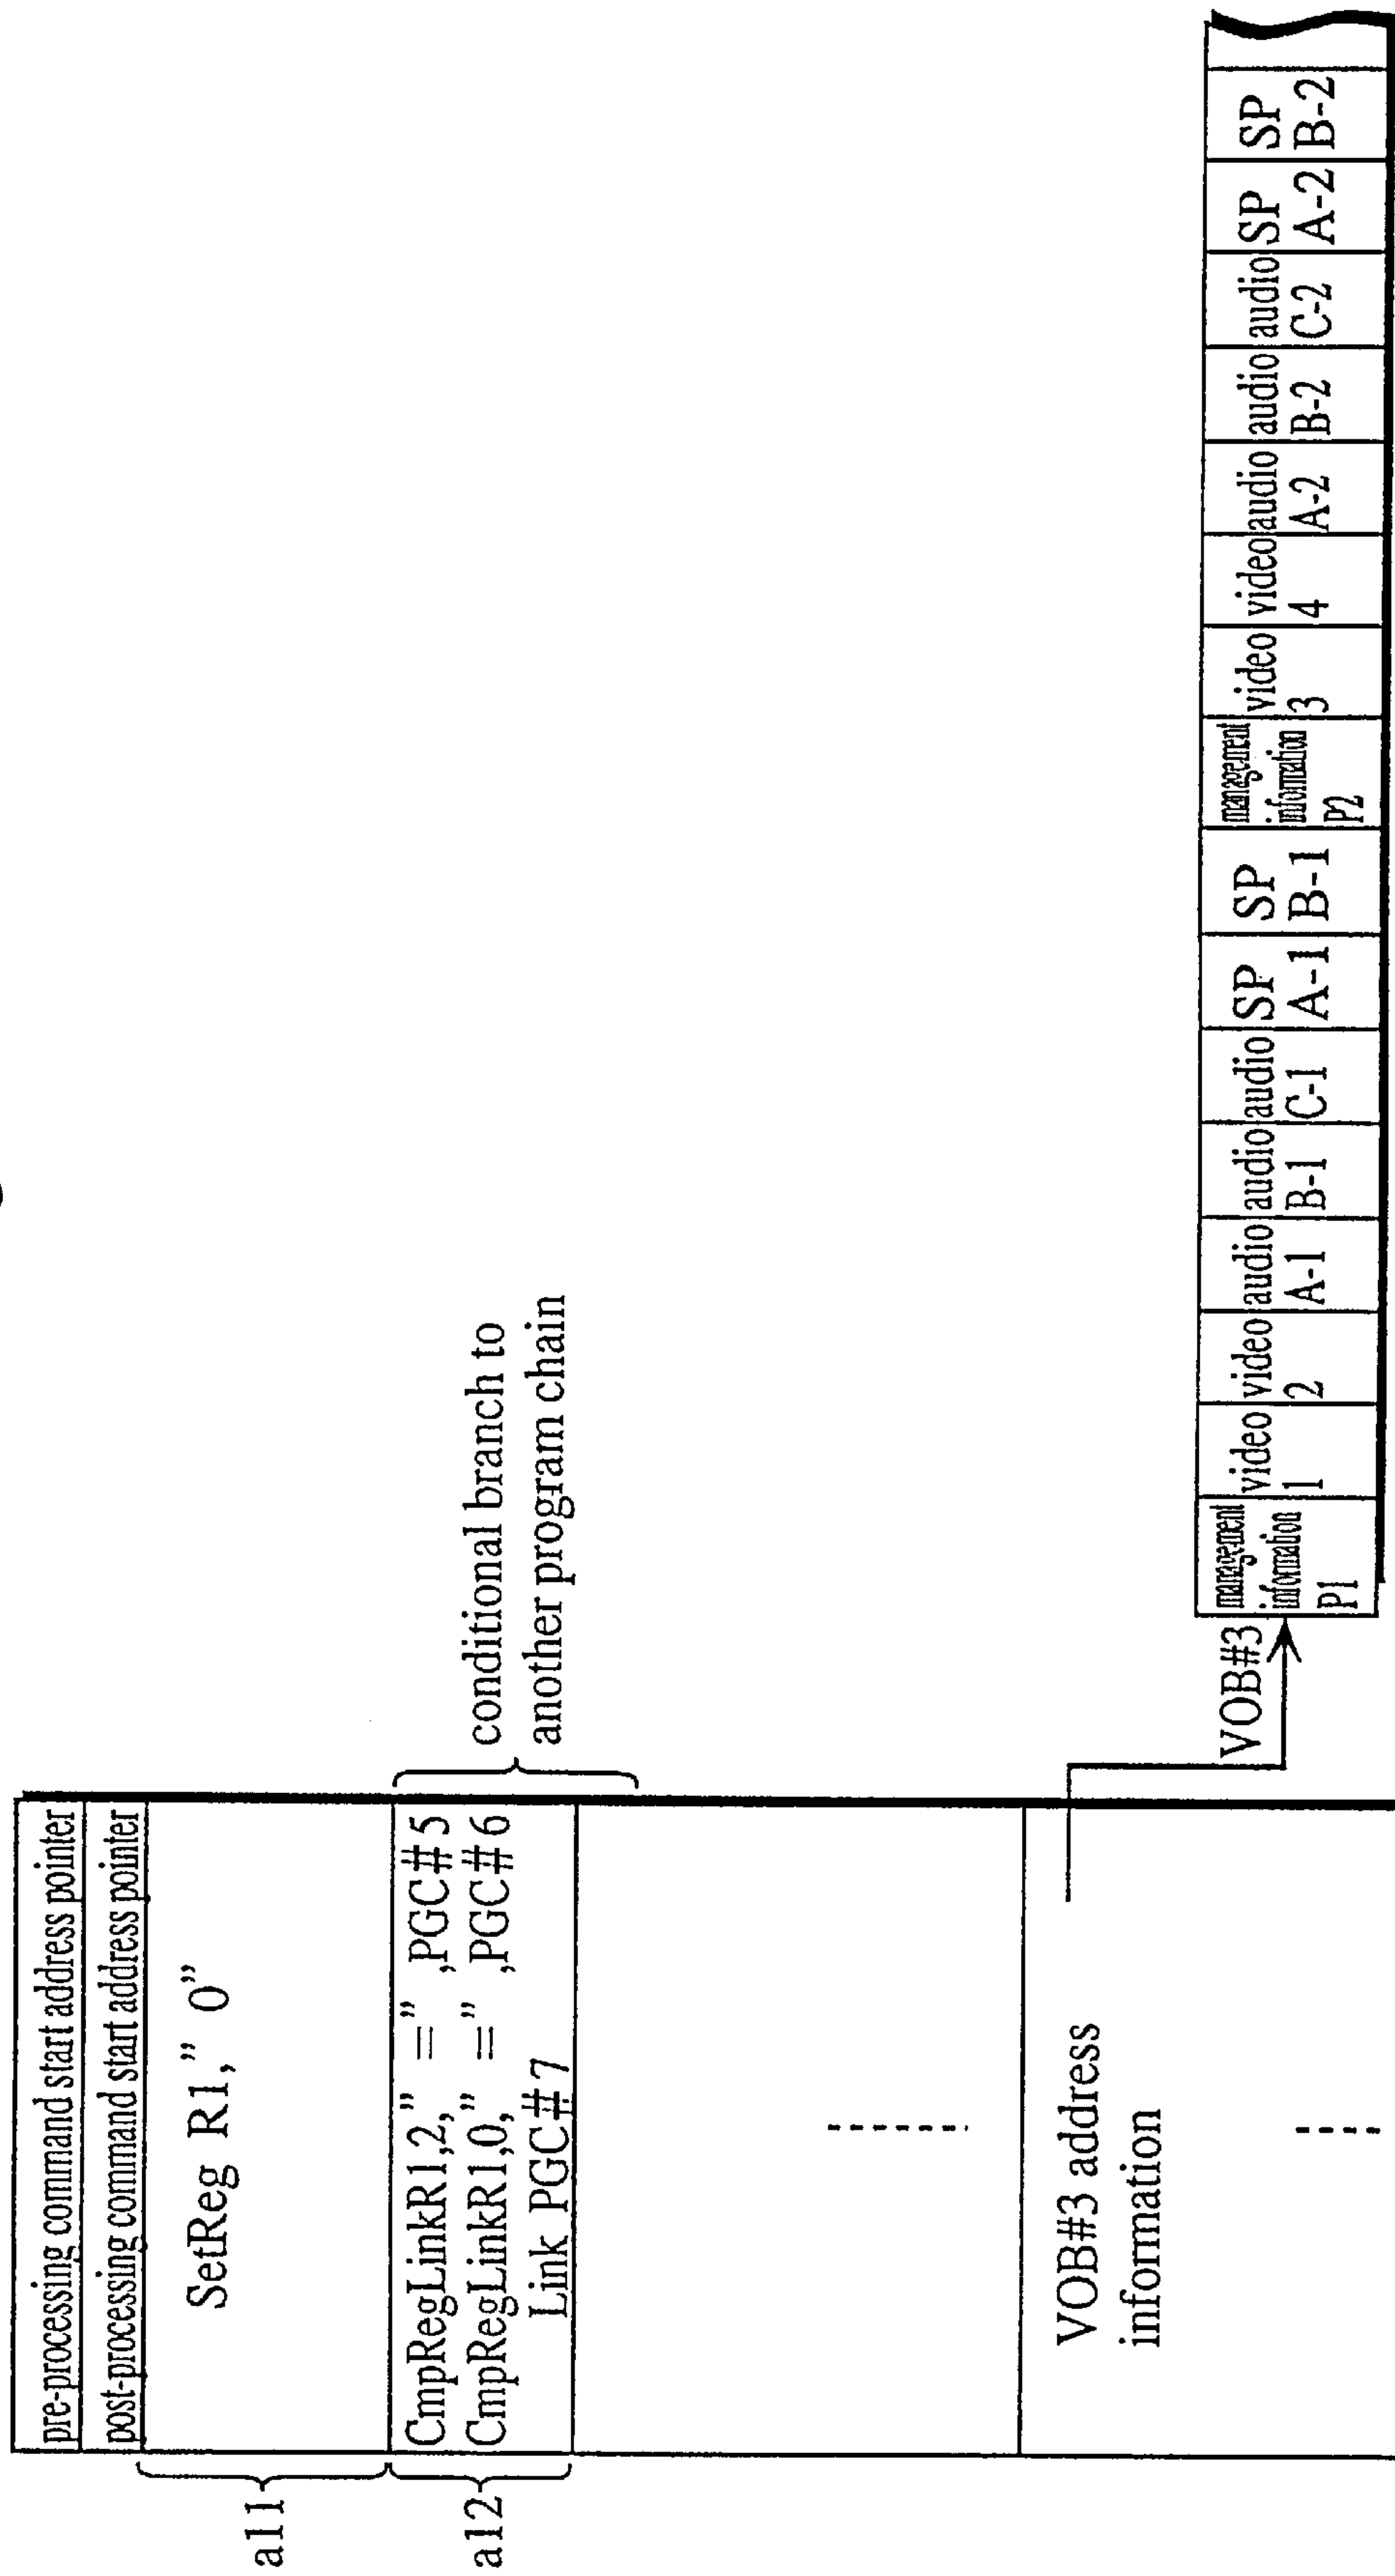 pre-processing command start address pointer
post-processing command start address pointer
a11
SetReg R1,” 0”
a12
CmpRegLinkR1,2,” =” ,PGC#5
CmpRegLinkR1,0,” =” ,PGC#6
Link PGC#7
conditional branch to
another program chain
VOB#3 address
information
VOB#3
management
information
P1
video
1
video
2
audio
A-1
audio
B-1
audio
C-1
SP
A-1
SP
B-1
management
information
P2
video
3
video
4
audio
A-2
audio
B-2
audio
C-2
SP
A-2
SP
B-2